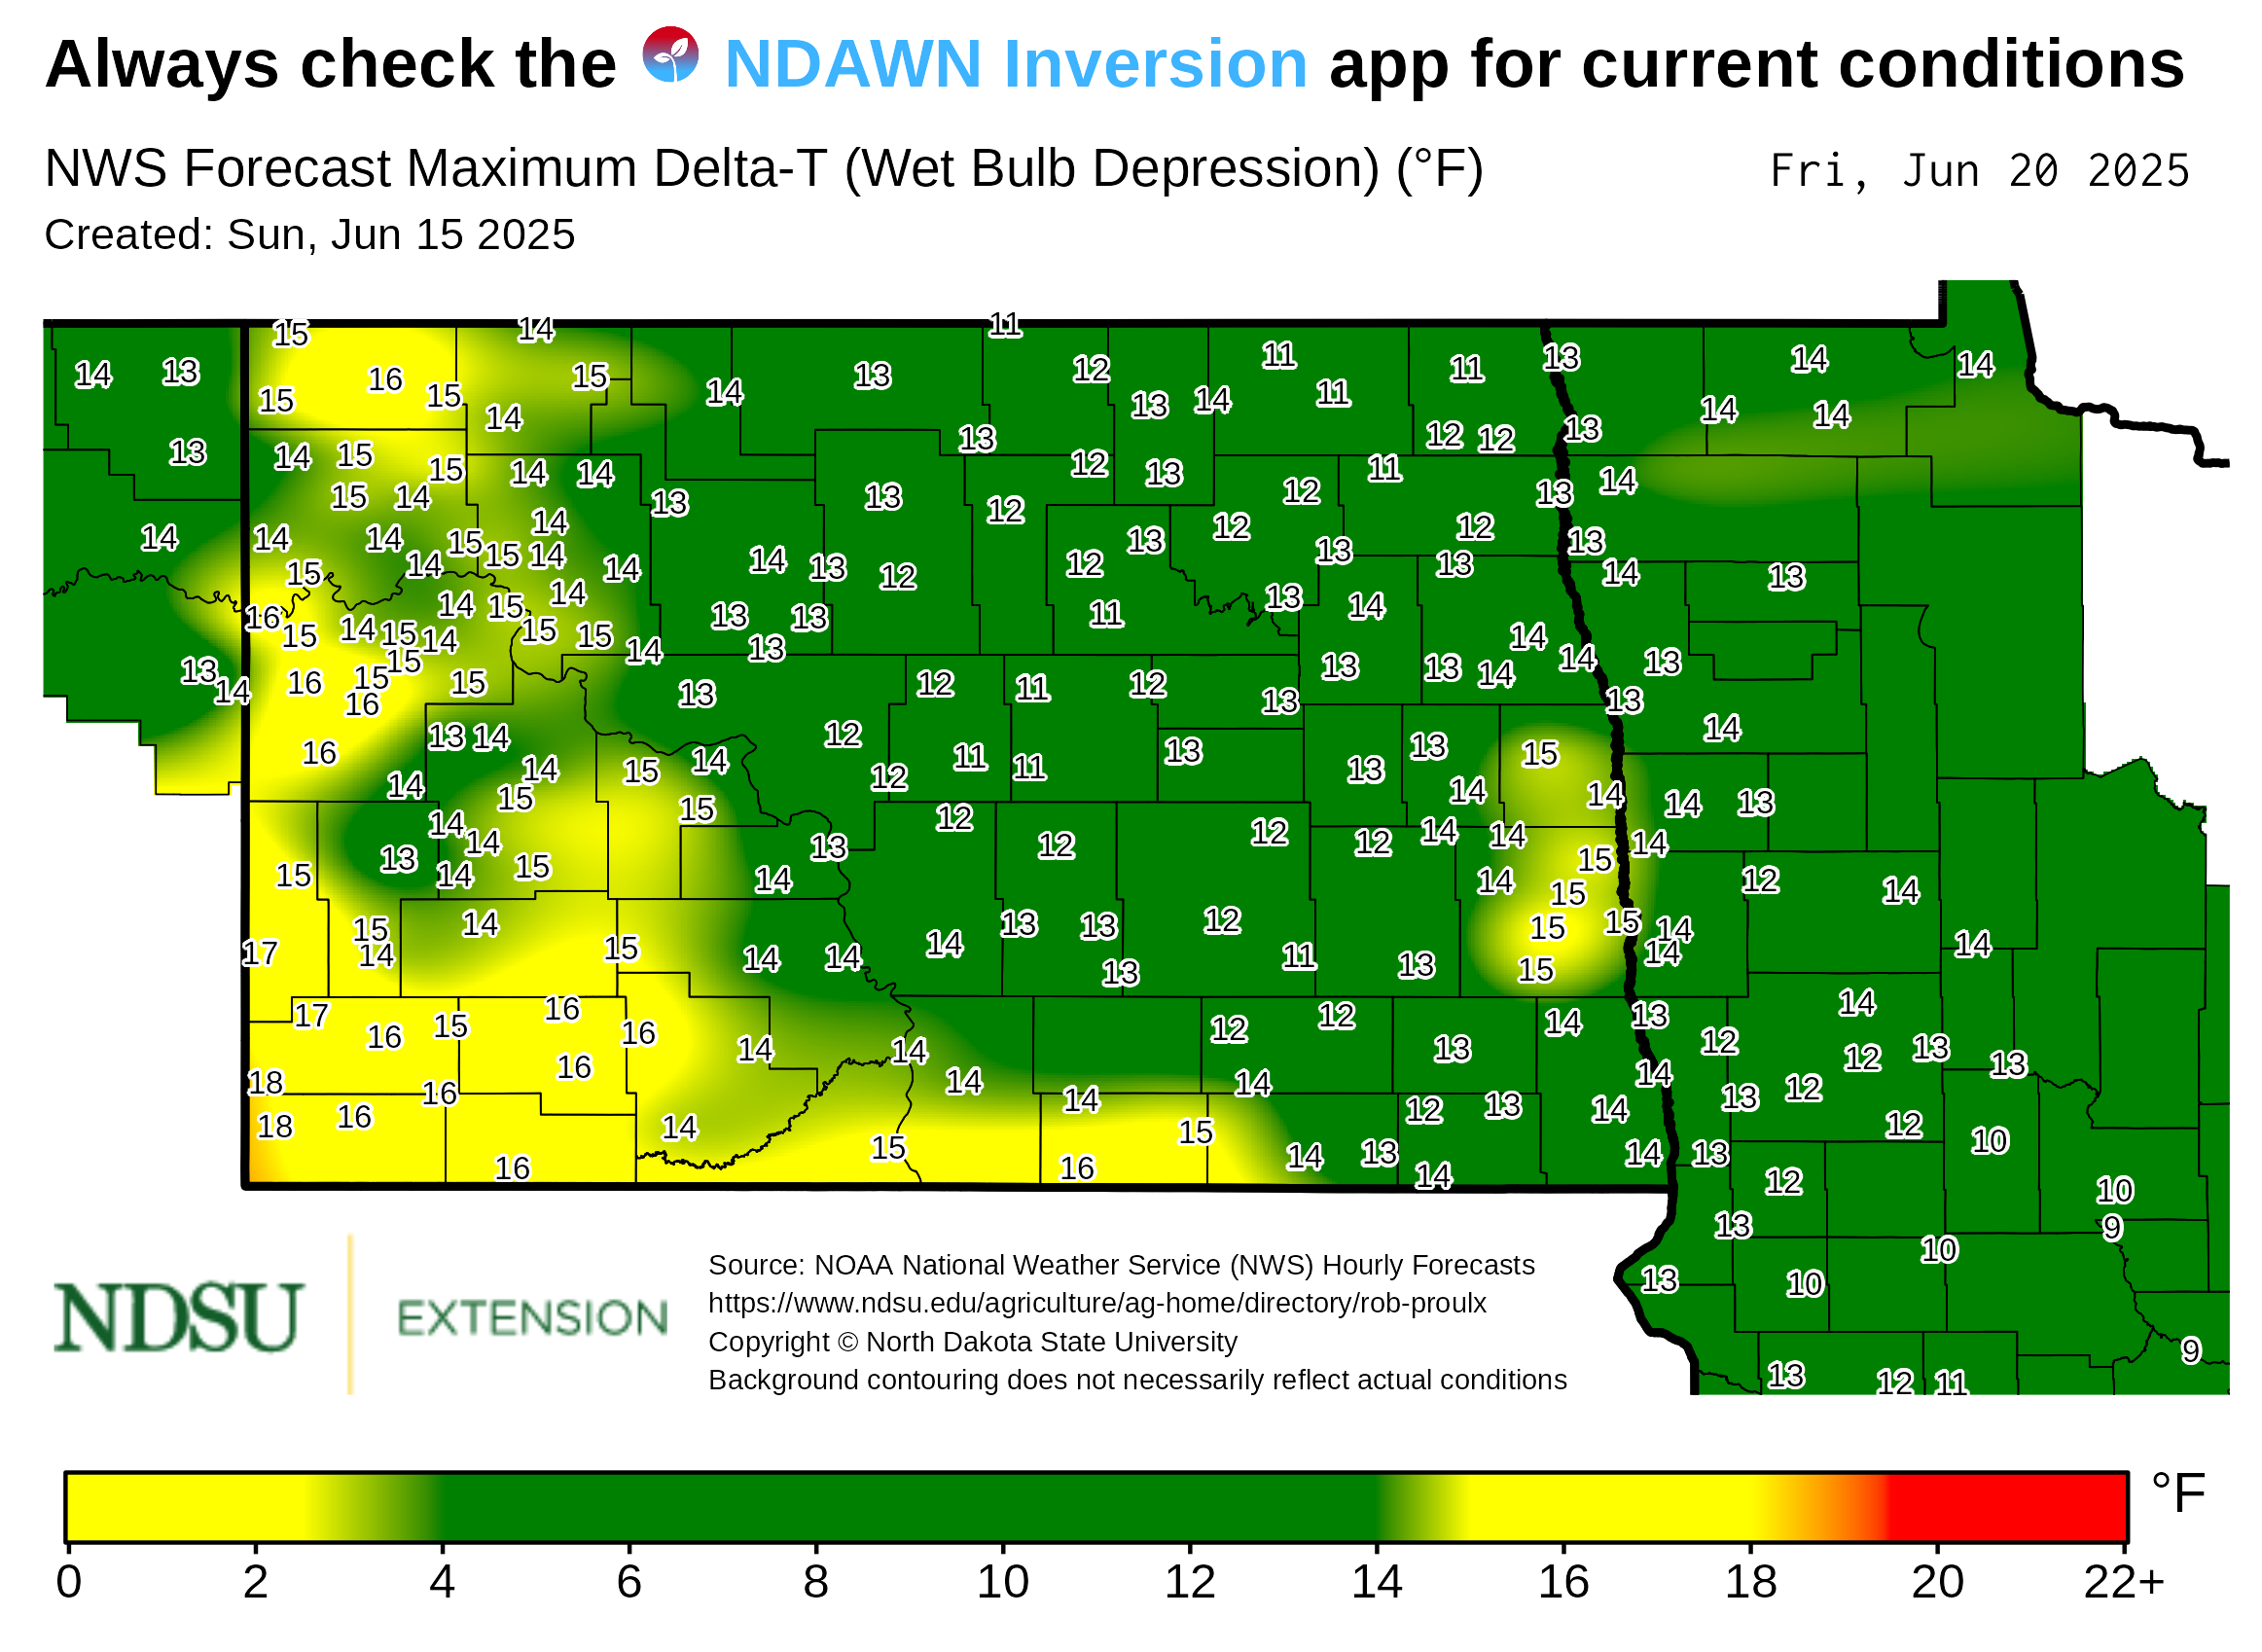 Always check the NDAWN Inversion app for current conditions
NWS Forecast Maximum Delta-T (Wet Bulb Depression) (°F) Fri, Jun 20 2025
Created: Sun, Jun 15 2025
15 14 11
14 13 16 15 13 12 11 11 13 14 14
15 15 14 14 13 14 11 14 14
13 14 15 15 14 14 13 12 13 11 12 12 13
15 14 13 13 12 12 13 14
14 14 14 15 15 14 14 14 13 12 13 12 12 13
15 14 14 14 13 12 12 13 13 14 13
16 15 14 15 14 14 15 15 15 14 13 13 13 11 13 14 14
13 14 16 15 15 16 15 13 12 11 12 13 13 13 14 14 13 13
16 13 14 14 15 14 12 12 11 11 13 13 13 15 14
14 15 14 15 12 14 14 14 13
14 13 14 14 15 13 12 12 12 14 14 15 14
15 14 14 14 15 12 14
17 15 14 14 15 14 14 14 13 13 12 15 15 14 14
13 11 13 15 14
17 16 15 16 16 12 12 14 13 14
16 14 14 13 12 12 13 13
18 16 14 14 14 14 13 12
18 16 14 15 15 12 13 14 12
16 16 14 13 14 14 13 10
12 10
13 9
10
13 10
9
13 12 11
NDSU EXTENSION
Source: NOAA National Weather Service (NWS) Hourly Forecasts
https://www.ndsu.edu/agriculture/ag-home/directory/rob-proulx
Copyright © North Dakota State University
Background contouring does not necessarily reflect actual conditions
°F
0 2 4 6 8 10 12 14 16 18 20 22+